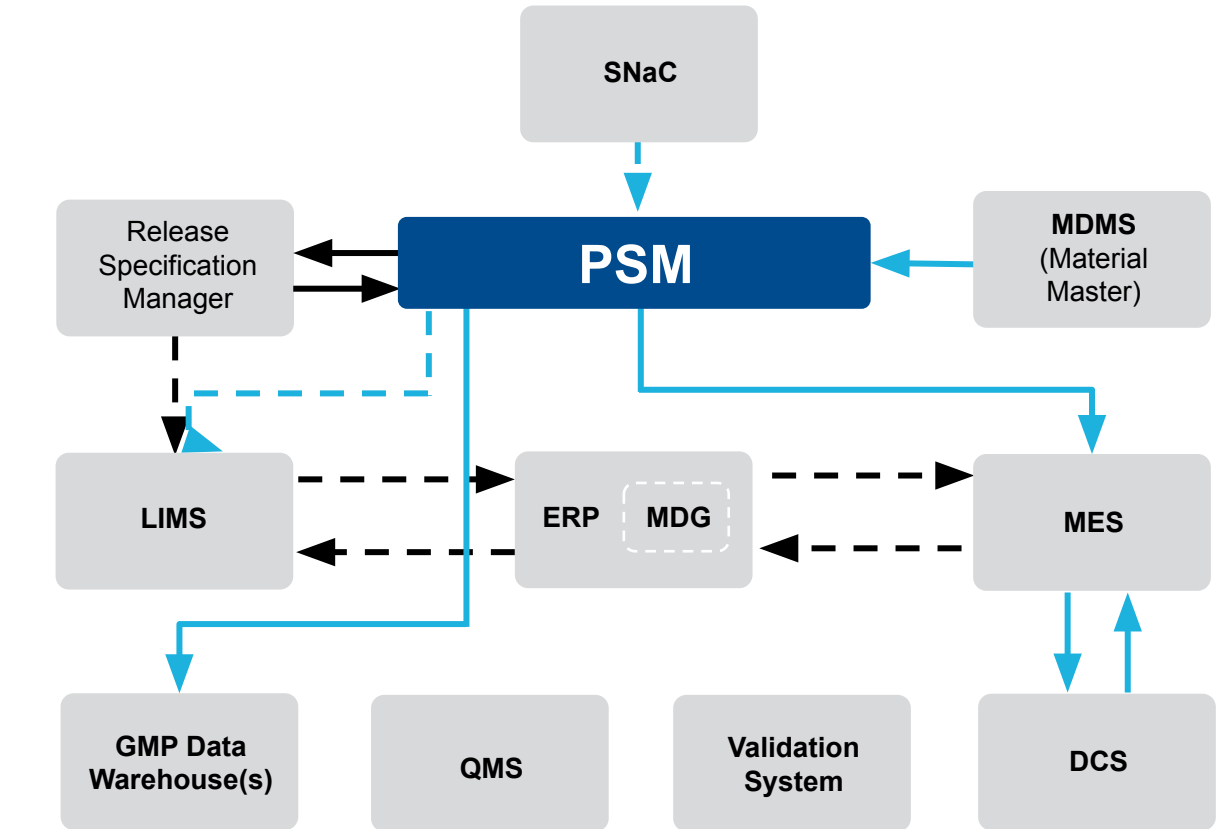 SNaC
Release
Specification
Manager
PSM
MDMS
(Material
Master)
LIMS
ERP
MDG
MES
GMP Data
Warehouse(s)
QMS
Validation
System
DCS